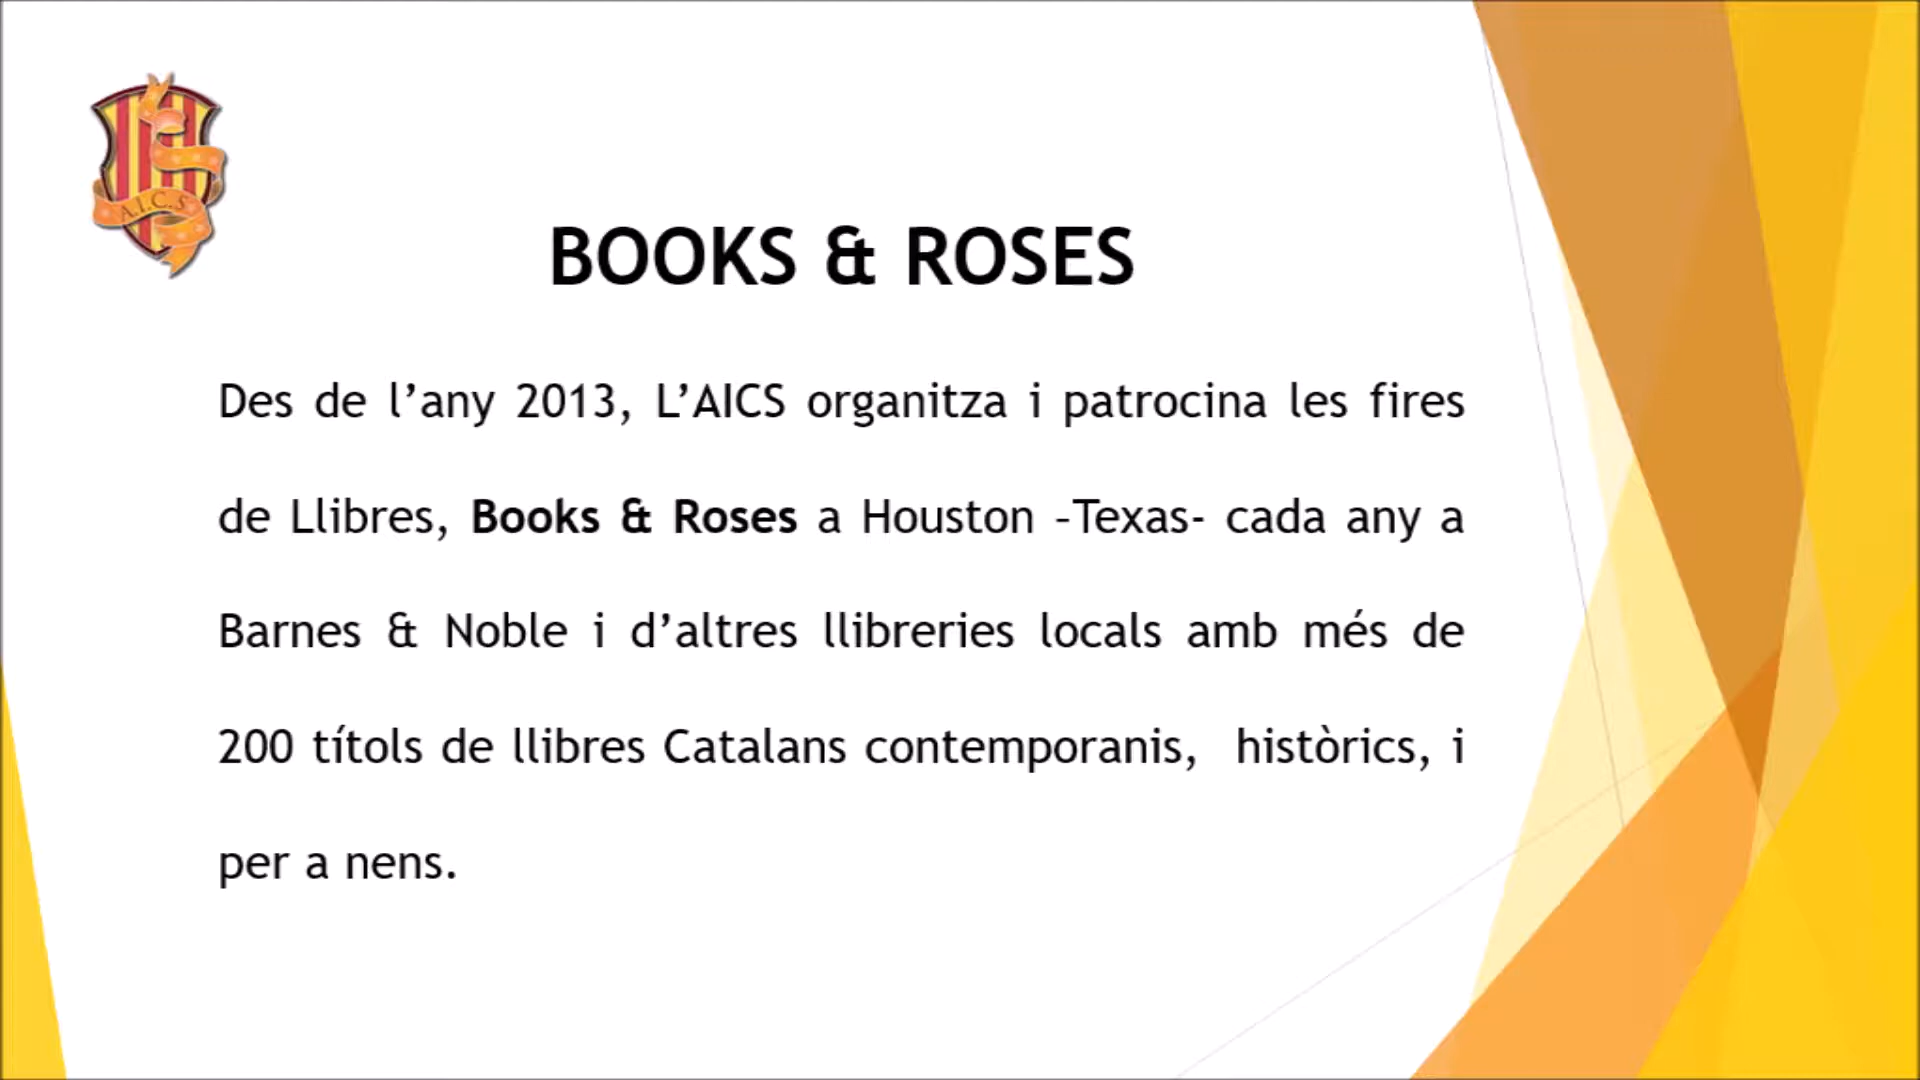 A.I.C.S
BOOKS & ROSES
Des de l’any 2013, L’AICS organitza i patrocina les fires
de Llibres, Books & Roses a Houston –Texas- cada any a
Barnes & Noble i d’altres llibreries locals amb més de
200 títols de llibres Catalans contemporanis,  històrics, i
per a nens.